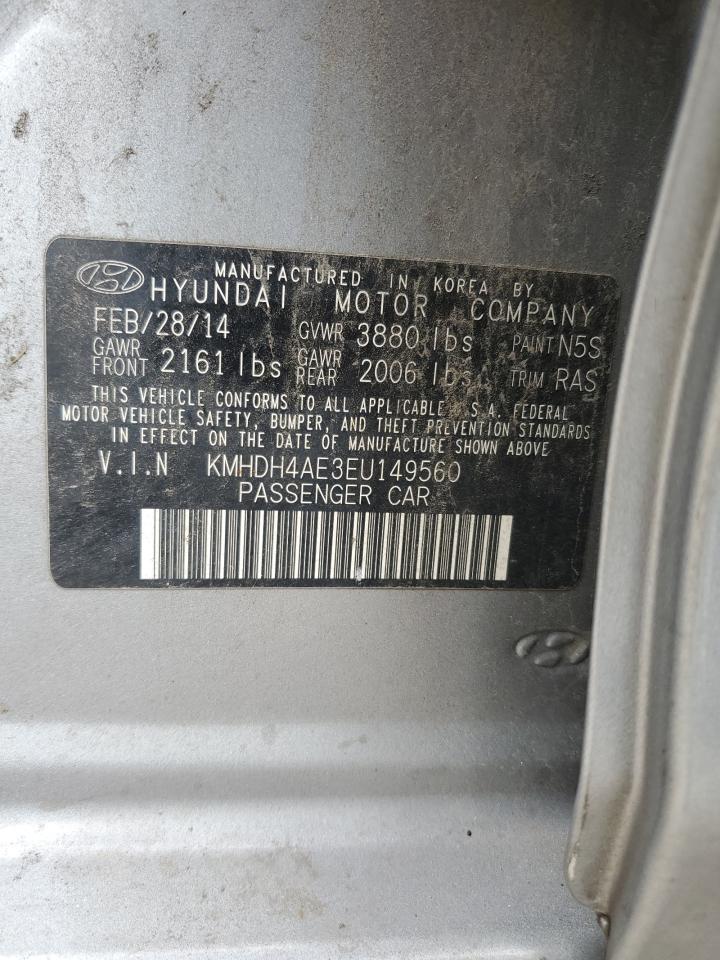 MANUFACTURED IN KOREA BY
HYUNDAI MOTOR COMPANY
FEB/28/14 GVWR 3880 lbs PAINT N5S
GAWR FRONT 2161 lbs GAWR REAR 2006 lbs TRIM RAS
THIS VEHICLE CONFORMS TO ALL APPLICABLE S.A. FEDERAL
MOTOR VEHICLE SAFETY, BUMPER, AND THEFT PREVENTION STANDARDS
IN EFFECT ON THE DATE OF MANUFACTURE SHOWN ABOVE
V.I.N KMHDH4AE3EU149560
PASSENGER CAR